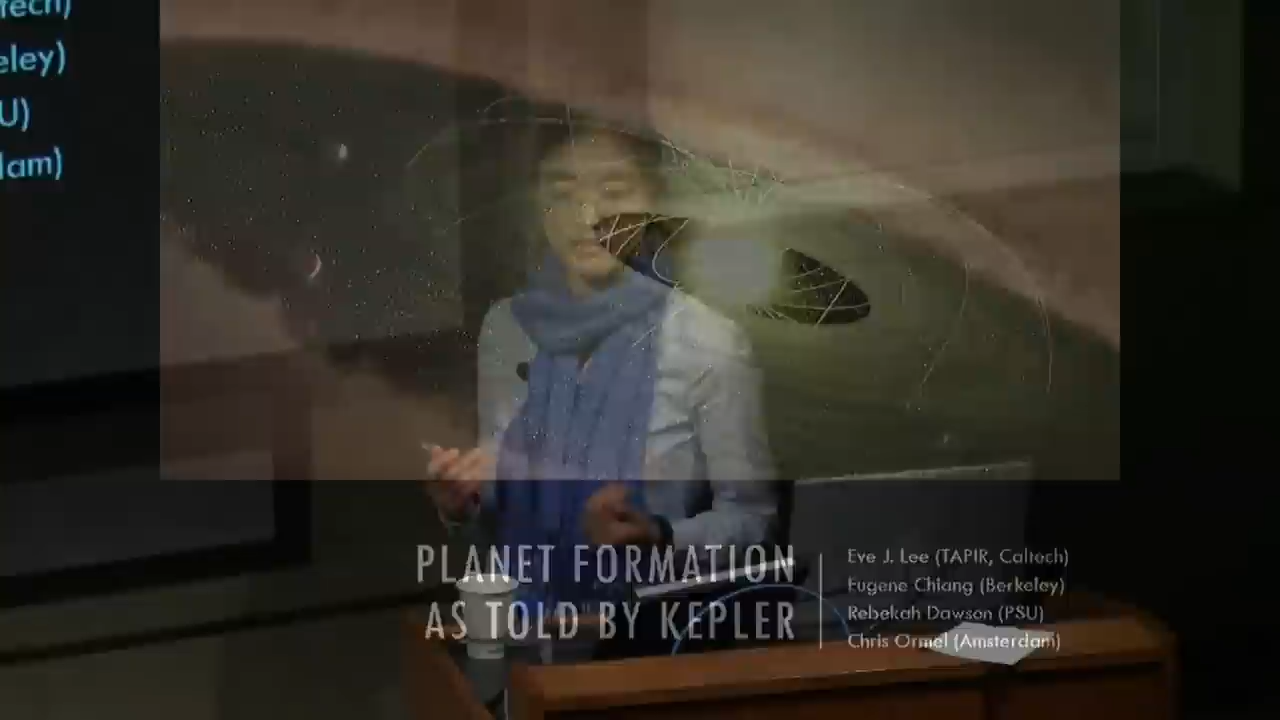 tech)
eley)
U)
dam)
PLANET FORMATION
AS TOLD BY KEPLER
Eve J. Lee (TAPIR, Caltech)
Eugene Chiang (Berkeley)
Rebekah Dawson (PSU)
Chris Ormel (Amsterdam)